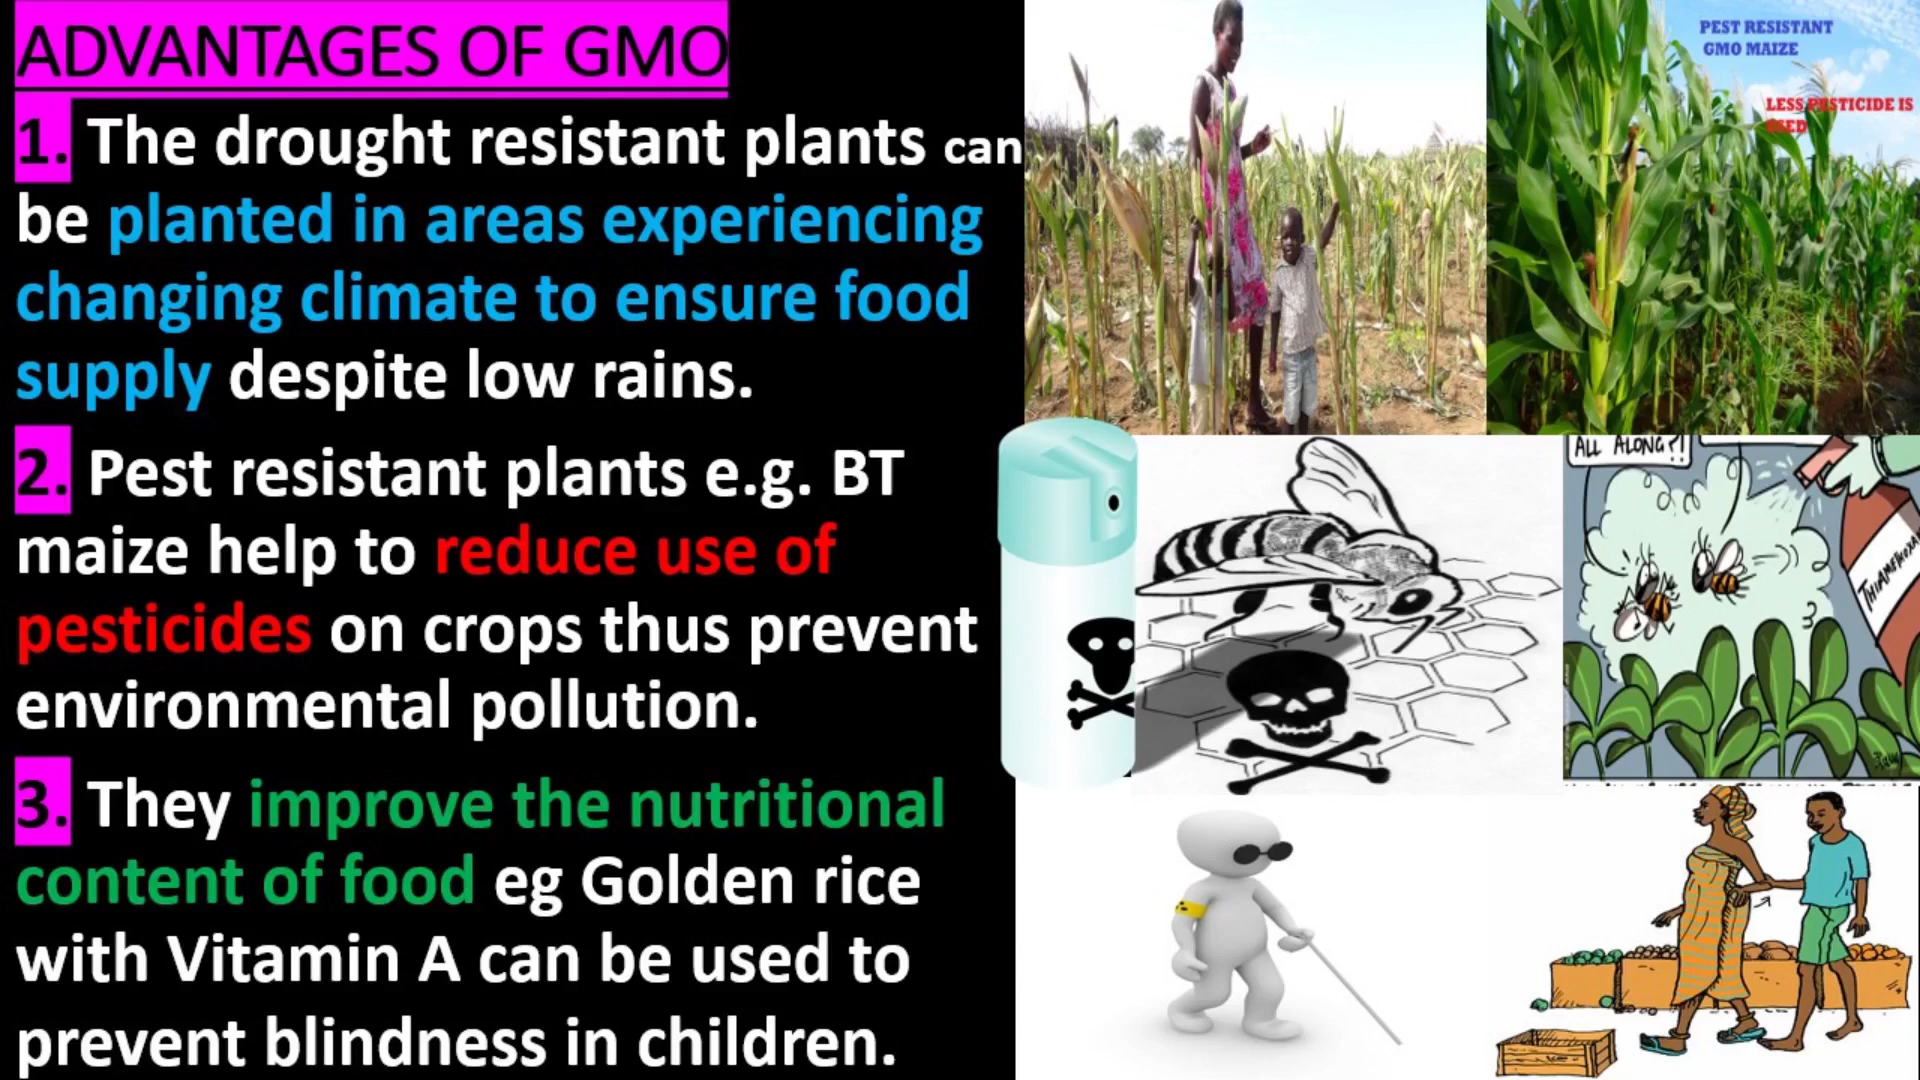 ADVANTAGES OF GMO
1. The drought resistant plants can
be planted in areas experiencing
changing climate to ensure food
supply despite low rains.
2. Pest resistant plants e.g. BT
maize help to reduce use of
pesticides on crops thus prevent
environmental pollution.
3. They improve the nutritional
content of food eg Golden rice
with Vitamin A can be used to
prevent blindness in children.
PEST RESISTANT
GMO MAIZE
LESS PESTICIDE IS
USED
ALL ALONG?!